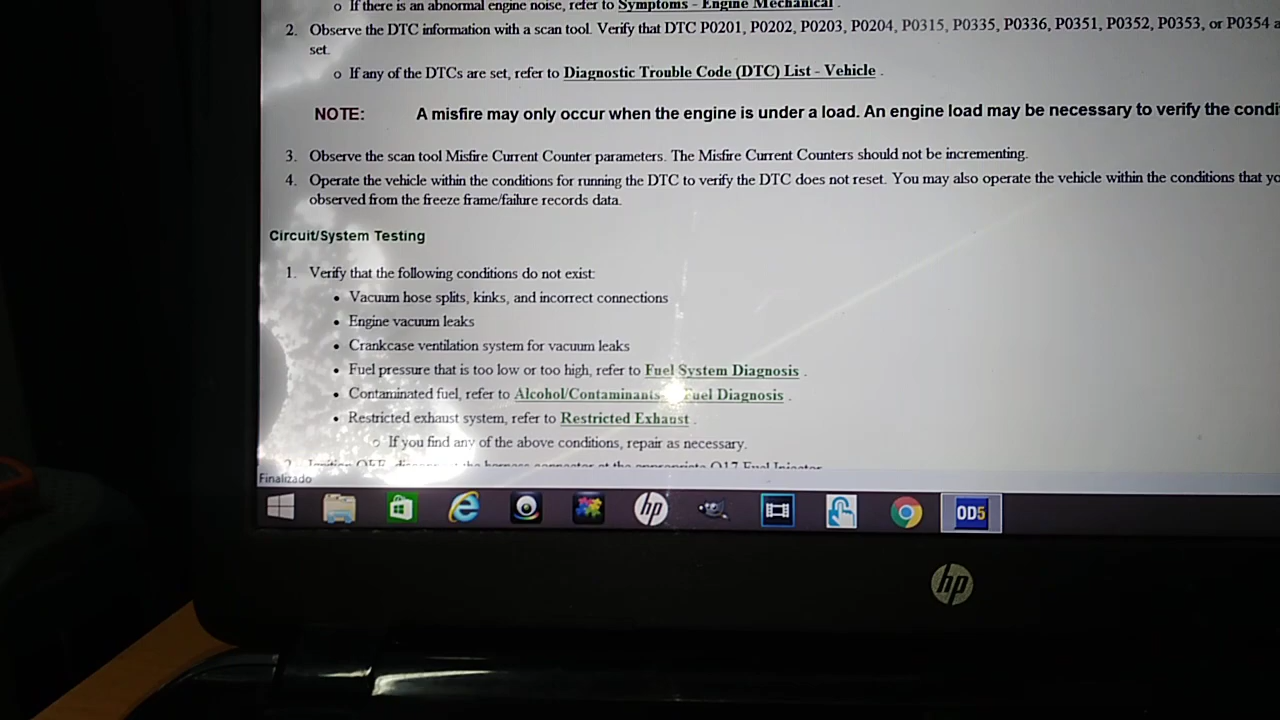 o If there is an abnormal engine noise, refer to Symptoms - Engine Mechanical .
2. Observe the DTC information with a scan tool. Verify that DTC P0201, P0202, P0203, P0204, P0315, P0335, P0336, P0351, P0352, P0353, or P0354 a
set.
o If any of the DTCs are set, refer to Diagnostic Trouble Code (DTC) List - Vehicle .
NOTE: A misfire may only occur when the engine is under a load. An engine load may be necessary to verify the condi
3. Observe the scan tool Misfire Current Counter parameters. The Misfire Current Counters should not be incrementing.
4. Operate the vehicle within the conditions for running the DTC to verify the DTC does not reset. You may also operate the vehicle within the conditions that yo
observed from the freeze frame/failure records data.
Circuit/System Testing
1. Verify that the following conditions do not exist:
• Vacuum hose splits, kinks, and incorrect connections
• Engine vacuum leaks
• Crankcase ventilation system for vacuum leaks
• Fuel pressure that is too low or too high, refer to Fuel System Diagnosis .
• Contaminated fuel, refer to Alcohol/Contaminants- Fuel Diagnosis .
• Restricted exhaust system, refer to Restricted Exhaust .
o If you find any of the above conditions, repair as necessary.
Finalizado
hp
OD5
hp